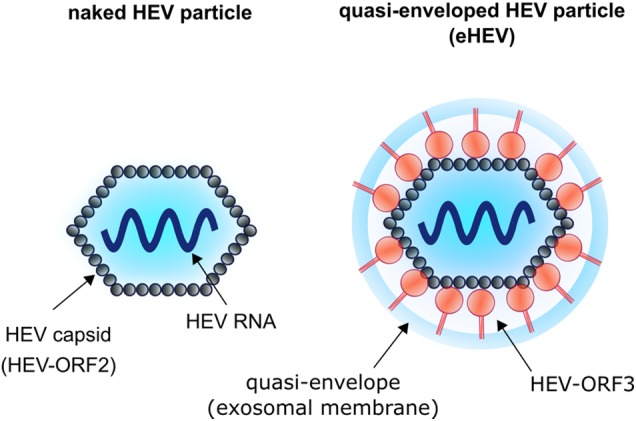 naked HEV particle
quasi-enveloped HEV particle
(eHEV)
HEV capsid
(HEV-ORF2)
HEV RNA
quasi-envelope
(exosomal membrane)
HEV-ORF3